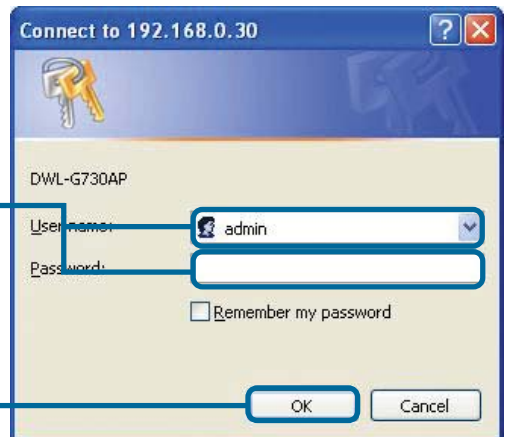 Connect to 192.168.0.30
DWL-G730AP
User name:
admin
Password:
Remember my password
OK
Cancel